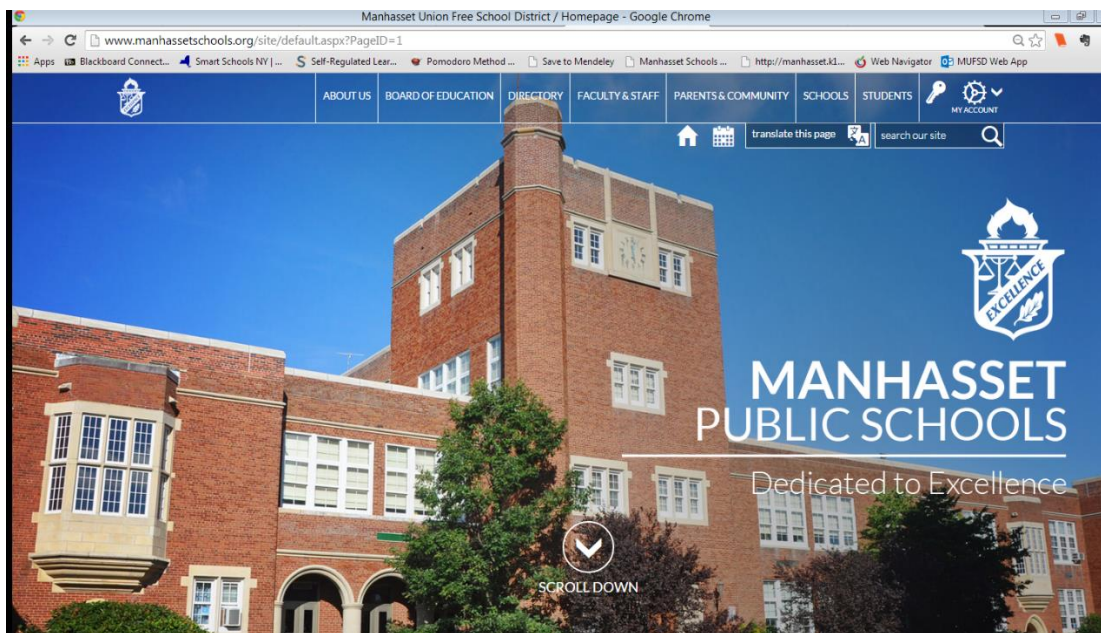 Manhasset Union Free School District / Homepage - Google Chrome
www.manhassetschools.org/site/default.aspx?PageID=1
Apps Blackboard Connect... Smart Schools NY | ... Self-Regulated Lear... Pomodoro Method ... Save to Mendeley Manhasset Schools ... http://manhasset.k1... Web Navigator MUFSD Web App
ABOUT US BOARD OF EDUCATION DIRECTORY FACULTY & STAFF PARENTS & COMMUNITY SCHOOLS STUDENTS MY ACCOUNT
translate this page search our site
EXCELLENCE
MANHASSET
PUBLIC SCHOOLS
Dedicated to Excellence
SCROLL DOWN